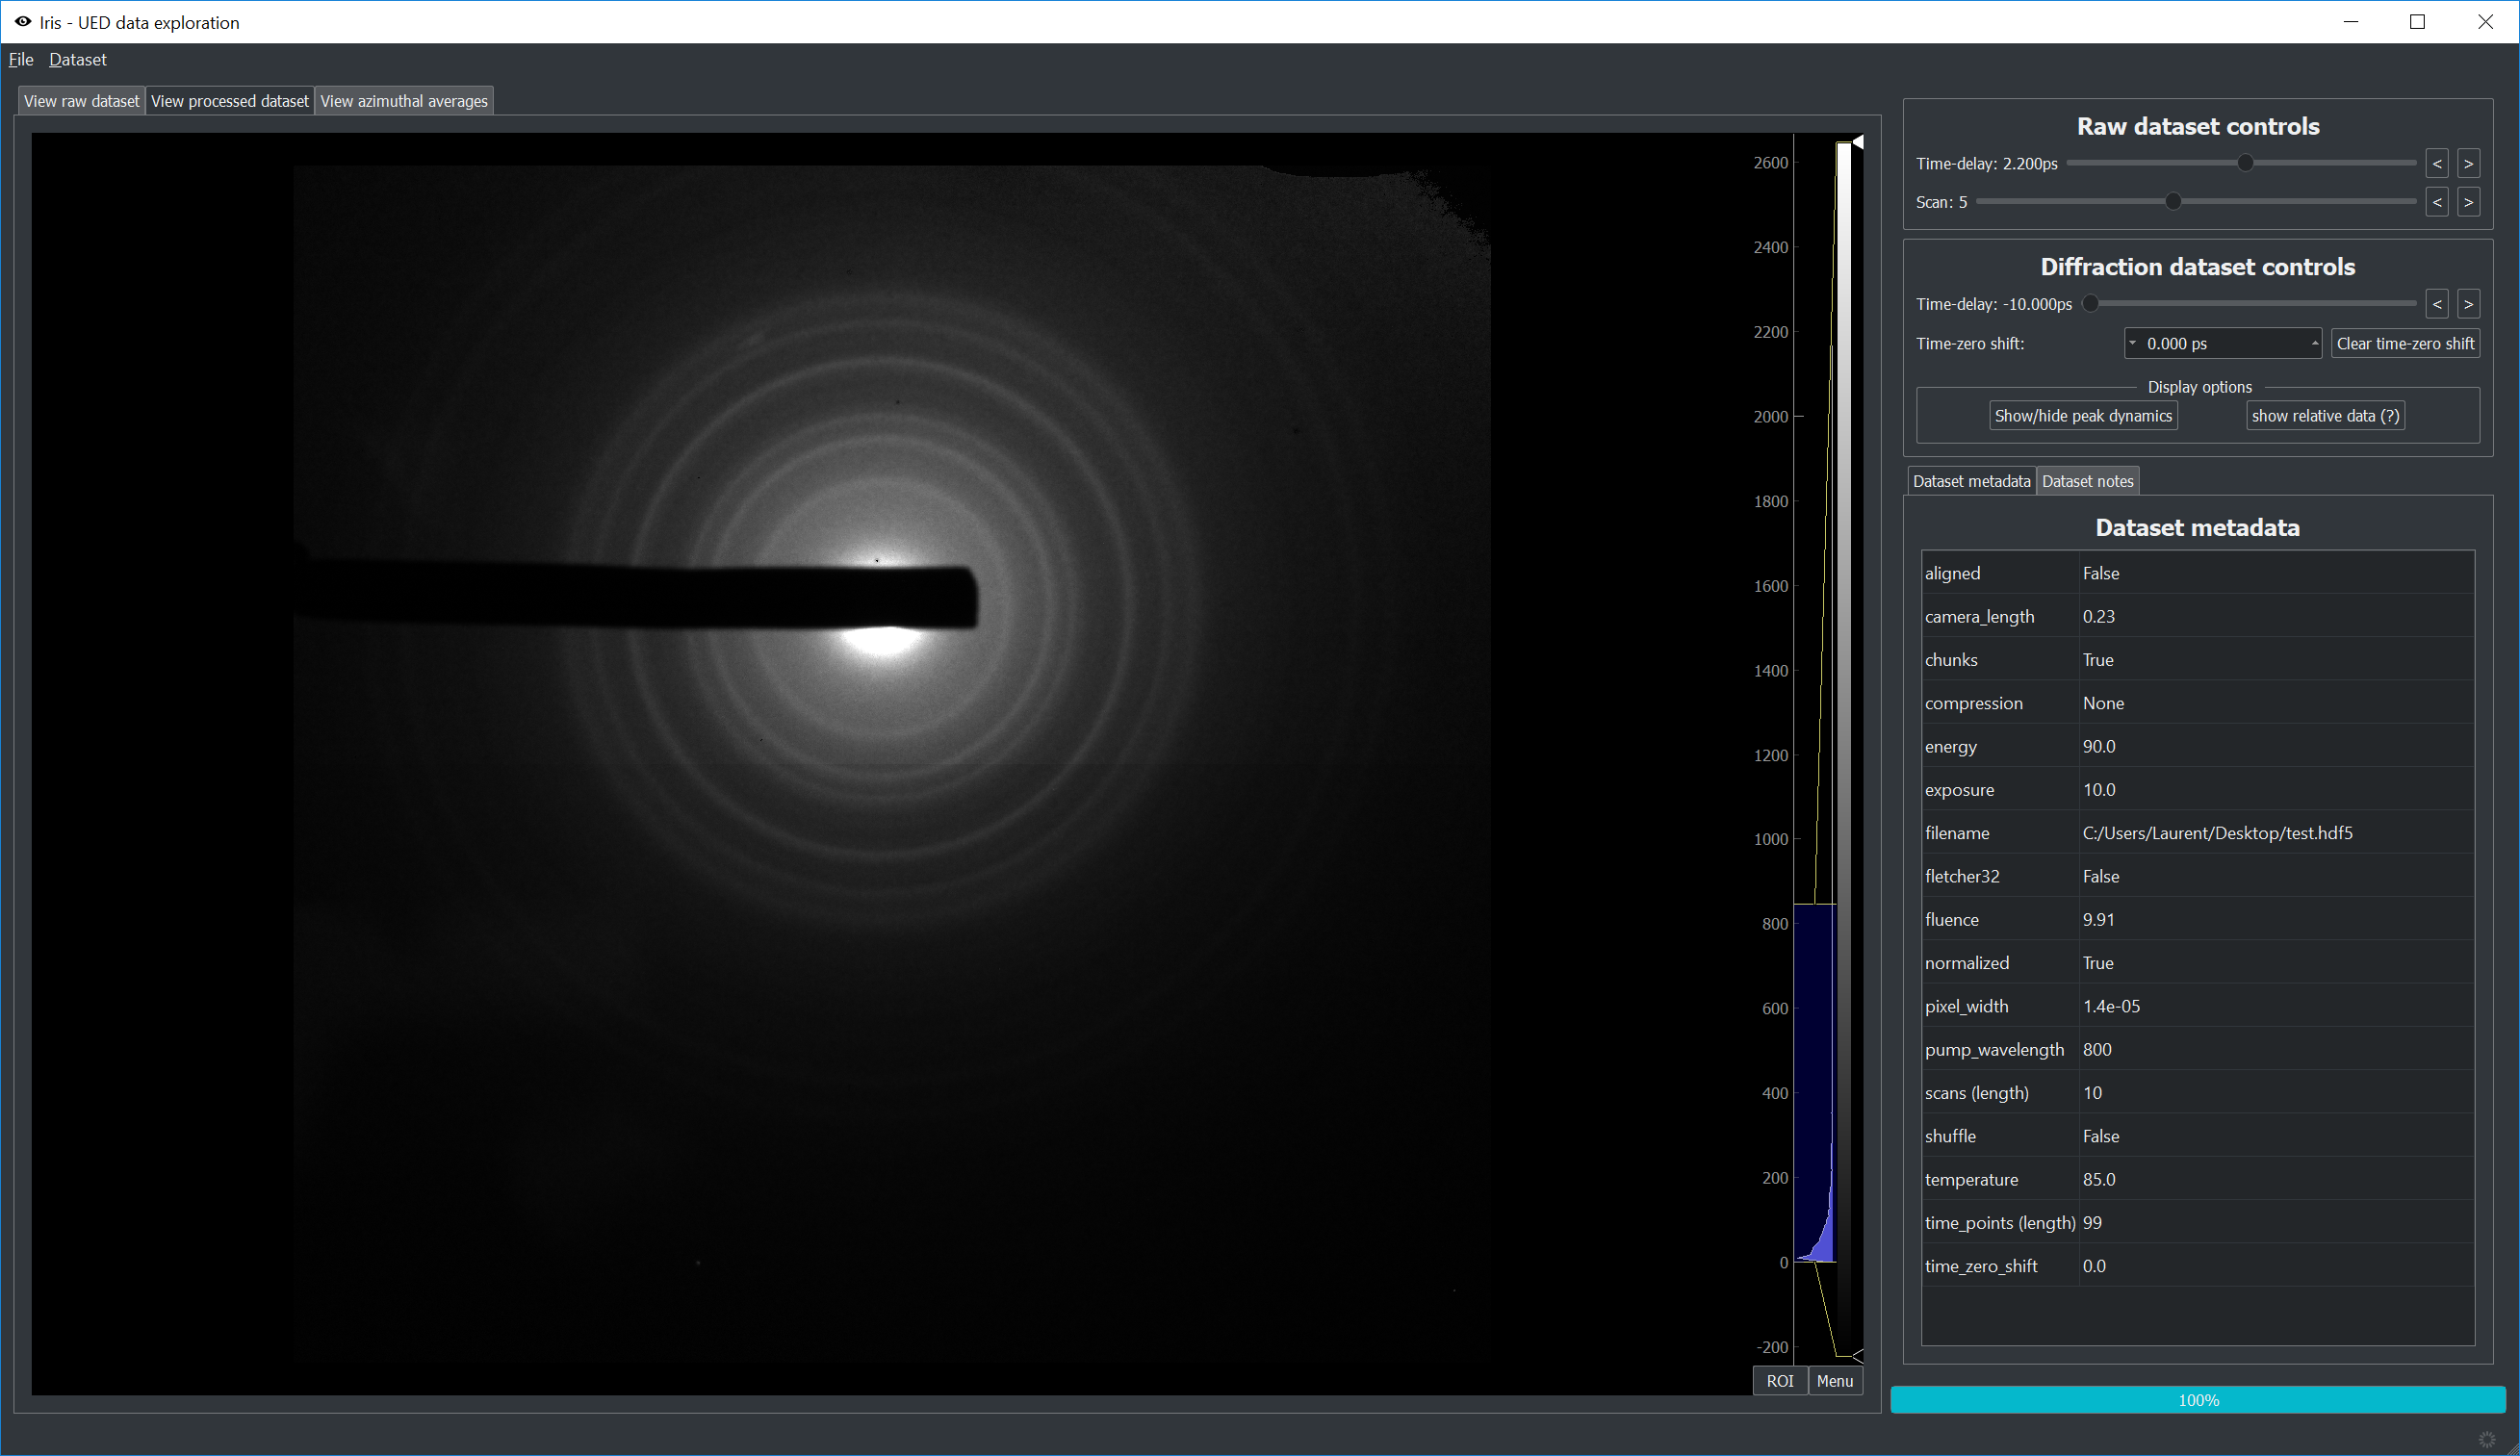 Iris - UED data exploration
File Dataset
View raw dataset View processed dataset View azimuthal averages
2600
2400
2200
2000
1800
1600
1400
1200
1000
800
600
400
200
0
-200
ROI Menu
Raw dataset controls
Time-delay: 2.200ps < >
Scan: 5 < >
Diffraction dataset controls
Time-delay: -10.000ps < >
Time-zero shift: 0.000 ps Clear time-zero shift
Display options
Show/hide peak dynamics show relative data (?)
Dataset metadata Dataset notes
Dataset metadata
aligned False
camera_length 0.23
chunks True
compression None
energy 90.0
exposure 10.0
filename C:/Users/Laurent/Desktop/test.hdf5
fletcher32 False
fluence 9.91
normalized True
pixel_width 1.4e-05
pump_wavelength 800
scans (length) 10
shuffle False
temperature 85.0
time_points (length) 99
time_zero_shift 0.0
100%